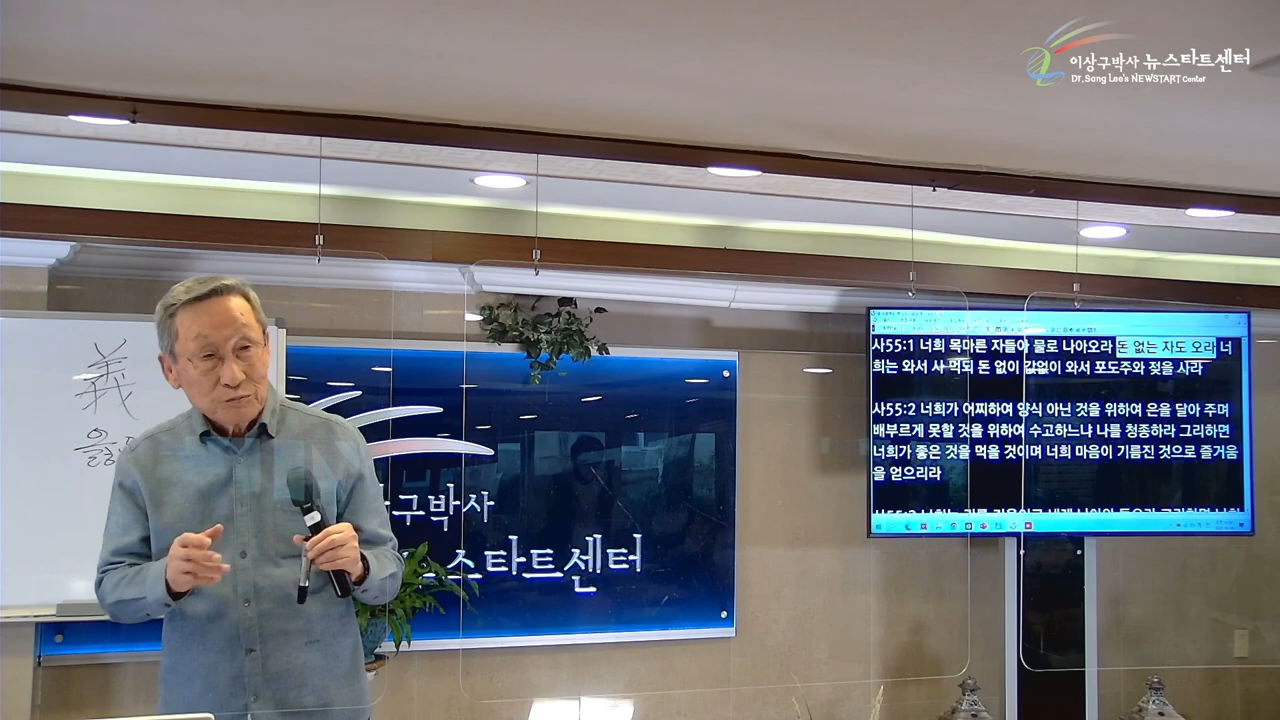 이상구박사 뉴스타트센터
Dr. Sang Lee's NEWSTART Center
義
옳
구박사
스타트센터
사55:1 너희 목마른 자들아 물로 나아오라 돈 없는 자도 오라 너
희는 와서 사 먹되 돈 없이 값없이 와서 포도주와 젖을 사라
사55:2 너희가 어찌하여 양식 아닌 것을 위하여 은을 달아 주며
배부르게 못할 것을 위하여 수고하느냐 나를 청종하라 그리하면
너희가 좋은 것을 먹을 것이며 너희 마음이 기름진 것으로 즐거움
을 얻으리라